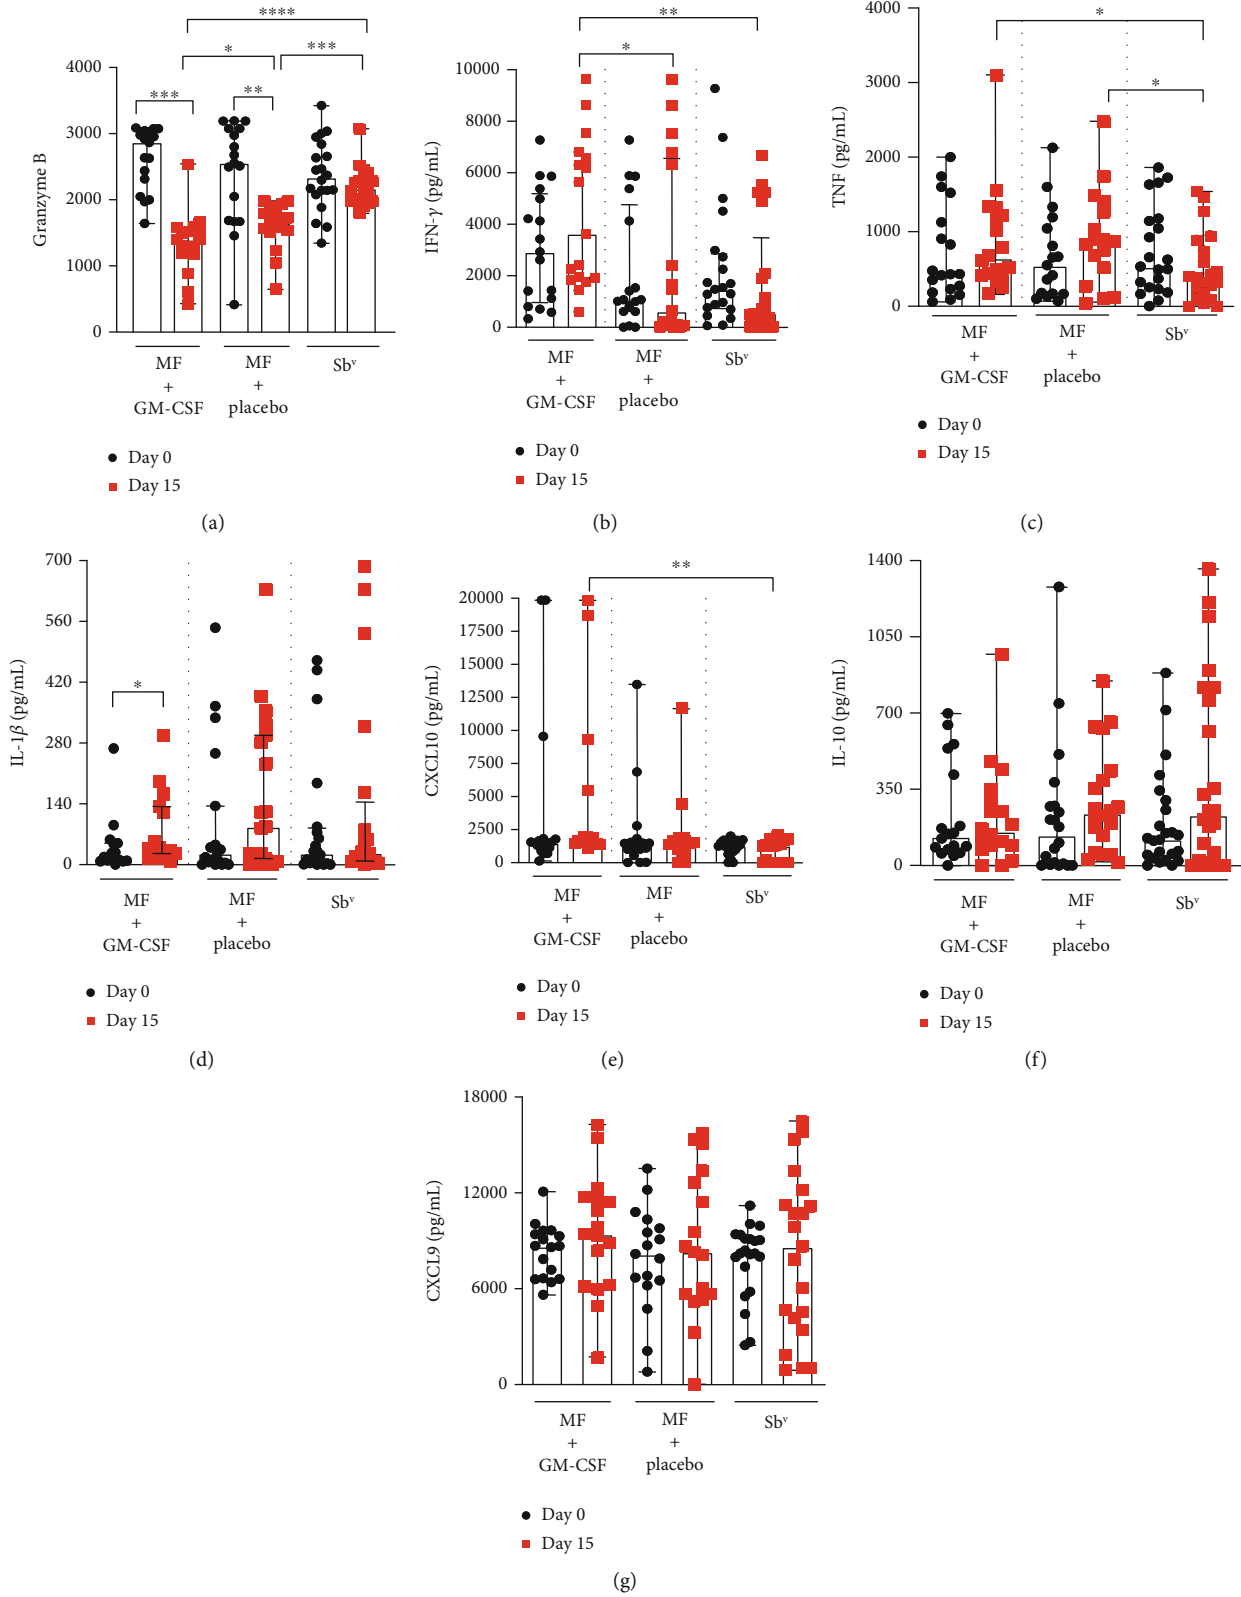 ****
*
***
***
**
4000
3000
2000
1000
0
Granzyme B
MF
+
GM-CSF
MF
+
placebo
Sbᵛ
Day 0
Day 15
(a)
**
*
10000
8000
6000
4000
2000
0
IFN-γ (pg/mL)
MF
+
GM-CSF
MF
+
placebo
Sbᵛ
Day 0
Day 15
(b)
*
*
4000
3000
2000
1000
0
TNF (pg/mL)
MF
+
GM-CSF
MF
+
placebo
Sbᵛ
Day 0
Day 15
(c)
*
700
560
420
280
140
0
IL-1β (pg/mL)
MF
+
GM-CSF
MF
+
placebo
Sbᵛ
Day 0
Day 15
(d)
**
20000
17500
15000
12500
10000
7500
5000
2500
0
CXCL10 (pg/mL)
MF
+
GM-CSF
MF
+
placebo
Sbᵛ
Day 0
Day 15
(e)
1400
1050
700
350
0
IL-10 (pg/mL)
MF
+
GM-CSF
MF
+
placebo
Sbᵛ
Day 0
Day 15
(f)
18000
12000
6000
0
CXCL9 (pg/mL)
MF
+
GM-CSF
MF
+
placebo
Sbᵛ
Day 0
Day 15
(g)